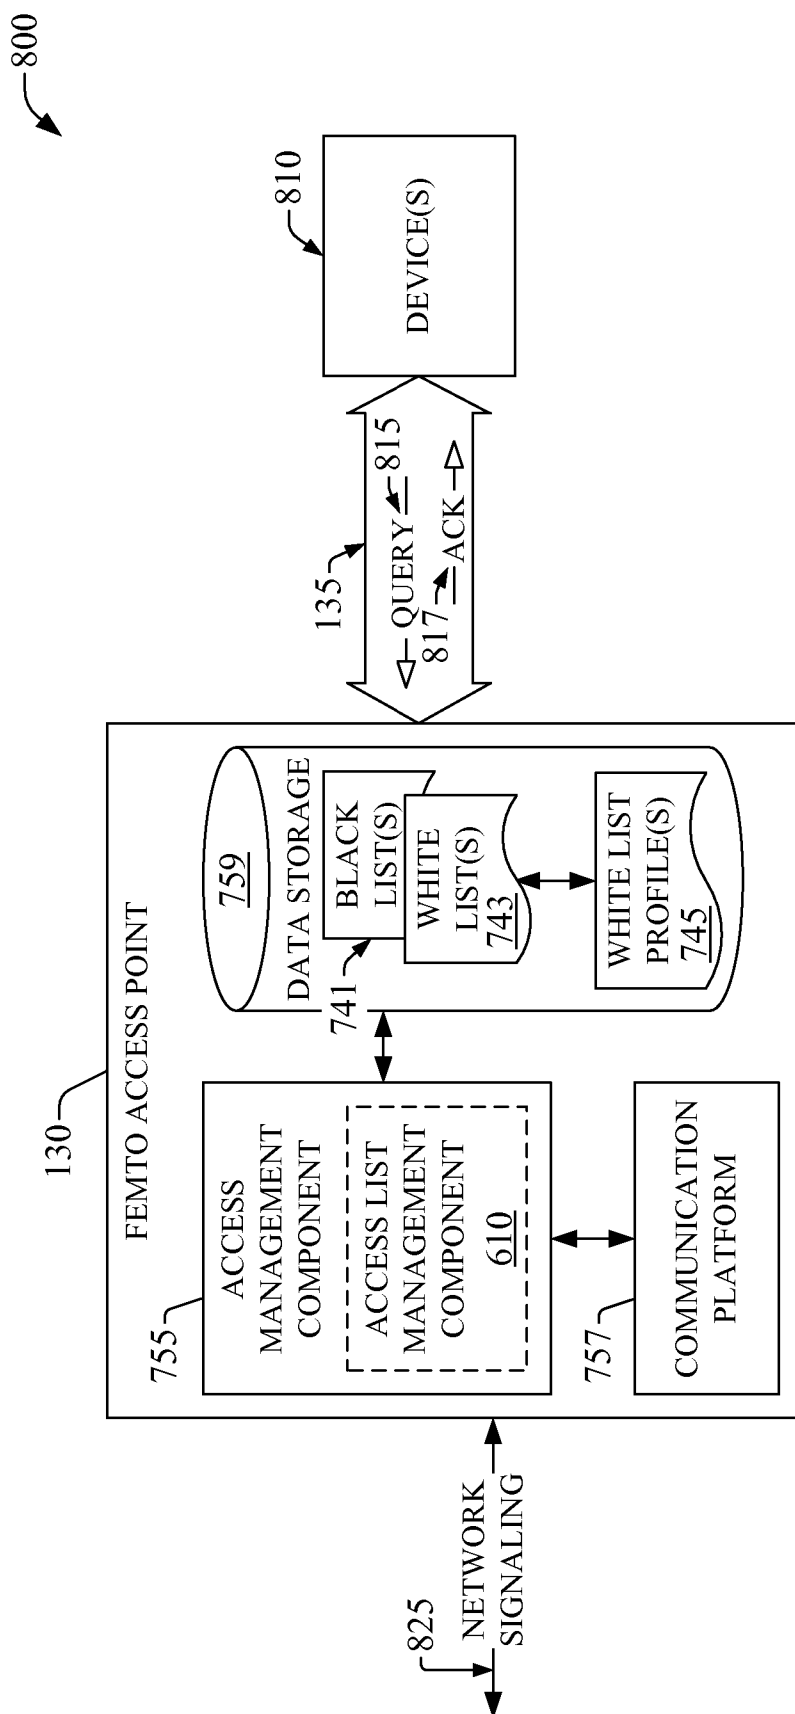 800
130
FEMTO ACCESS POINT
755
ACCESS
MANAGEMENT
COMPONENT
ACCESS LIST
MANAGEMENT
COMPONENT
610
757
COMMUNICATION
PLATFORM
759
DATA STORAGE
741
BLACK
LIST(S)
WHITE
LIST(S)
743
WHITE LIST
PROFILE(S)
745
135
QUERY
815
817
ACK
810
DEVICE(S)
825
NETWORK
SIGNALING